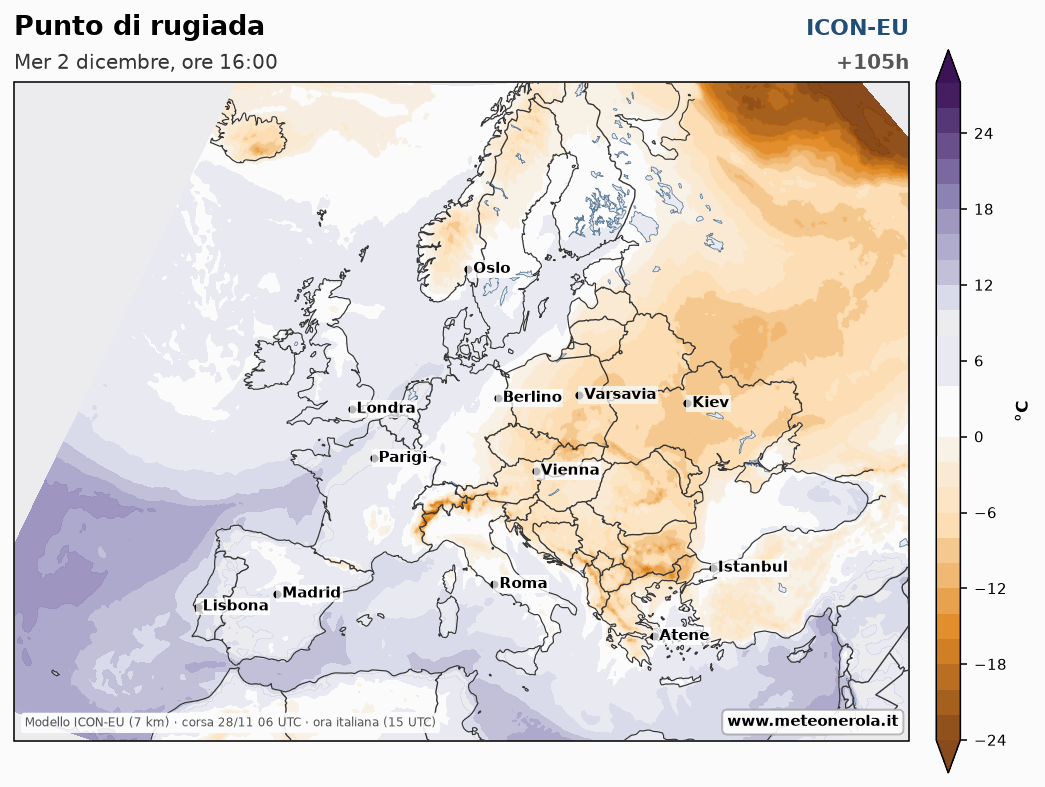 Punto di rugiada
ICON-EU
Mer 2 dicembre, ore 16:00
+105h
24
18
12
6
0
−6
−12
−18
−24
°C
Oslo
Londra
Berlino
Varsavia
Kiev
Parigi
Vienna
Istanbul
Roma
Madrid
Lisbona
Atene
Modello ICON-EU (7 km) · corsa 28/11 06 UTC · ora italiana (15 UTC)
www.meteonerola.it